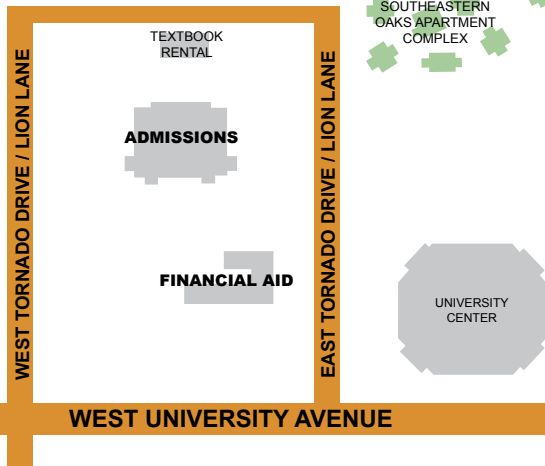 SOUTHEASTERN
OAKS APARTMENT
COMPLEX
TEXTBOOK
RENTAL
ADMISSIONS
WEST TORNADO DRIVE / LION LANE
EAST TORNADO DRIVE / LION LANE
FINANCIAL AID
UNIVERSITY
CENTER
WEST UNIVERSITY AVENUE